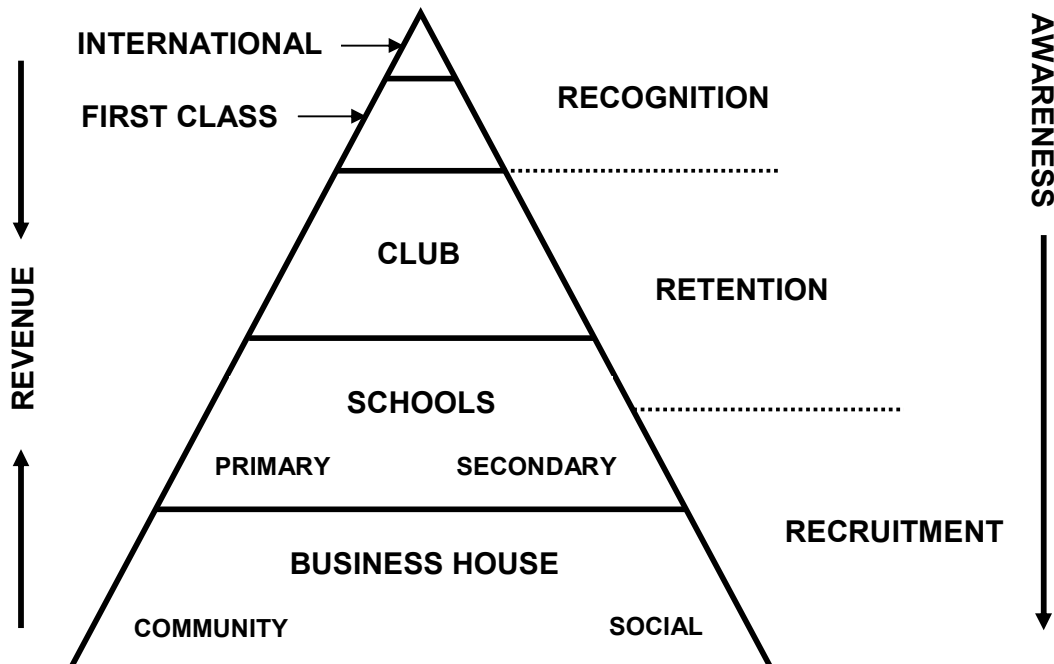 INTERNATIONAL
FIRST CLASS
RECOGNITION
AWARENESS
CLUB
RETENTION
REVENUE
SCHOOLS
PRIMARY SECONDARY
RECRUITMENT
BUSINESS HOUSE
COMMUNITY SOCIAL